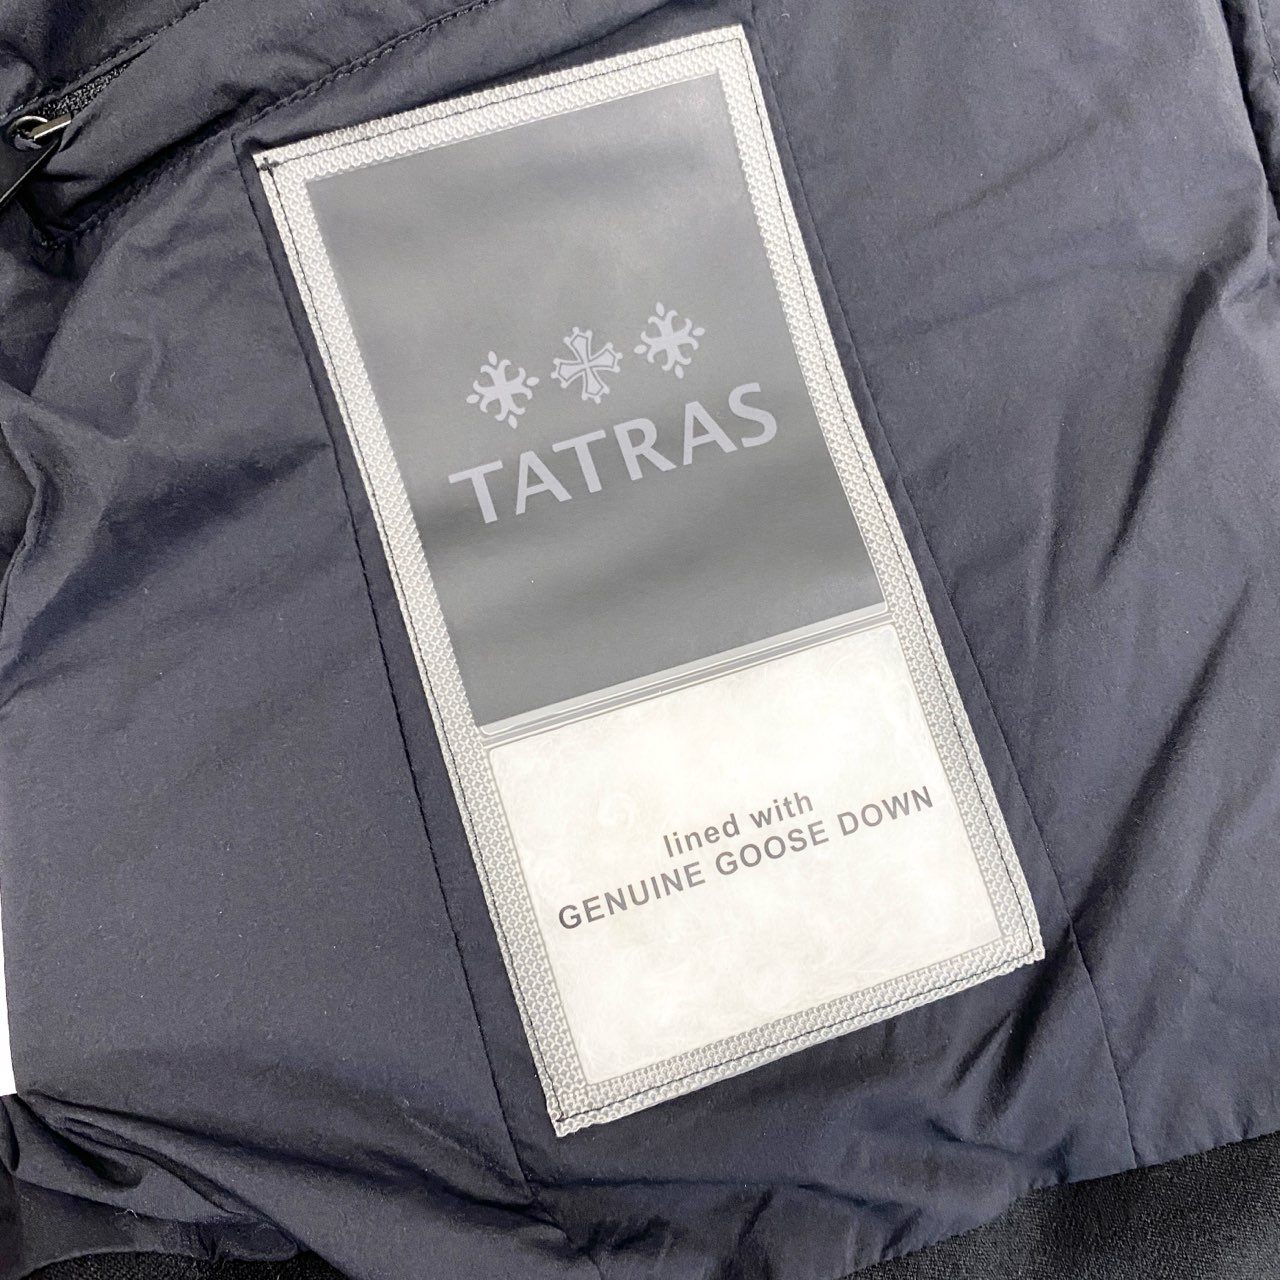 TATRAS
lined with
GENUINE GOOSE DOWN